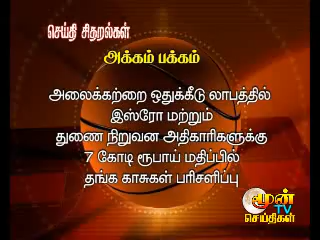 செய்தி சிதறல்கள்
அக்கம் பக்கம்
அலைக்கற்றை ஒதுக்கீடு லாபத்தில்
இஸ்ரோ மற்றும்
துணை நிறுவன அதிகாரிகளுக்கு
7 கோடி ரூபாய் மதிப்பில்
தங்க காசுகள் பரிசளிப்பு
மூன்
TV
செய்திகள்